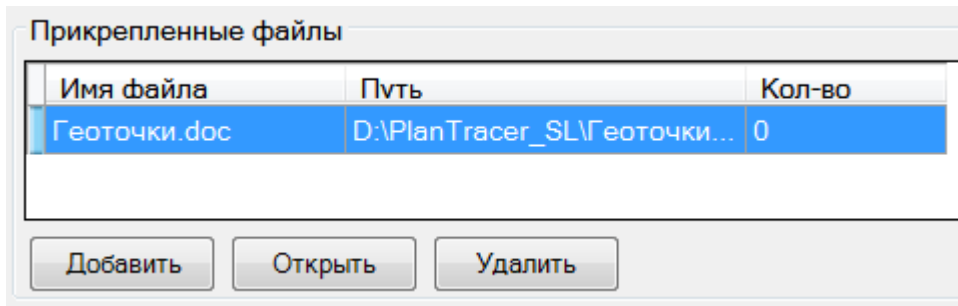 Прикрепленные файлы
Имя файла Путь Кол-во
Геоточки.doc D:\PlanTracer_SL\Геоточки... 0
Добавить Открыть Удалить